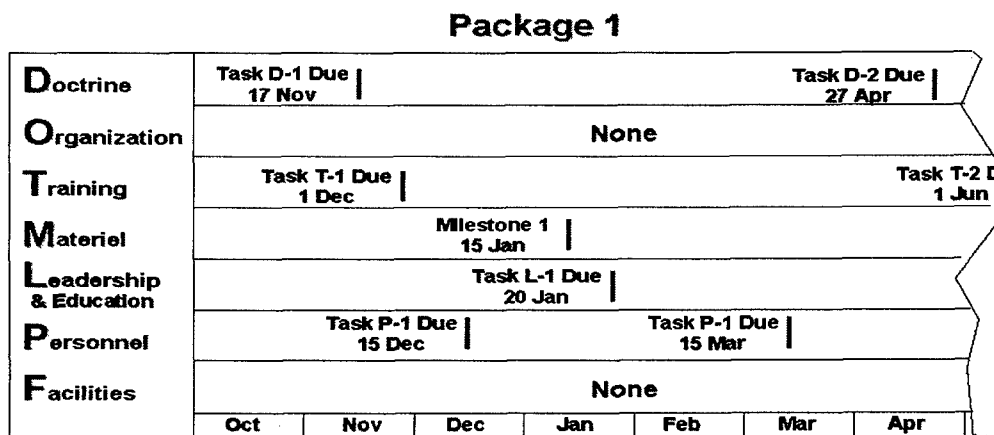 Package 1
Doctrine
Task D-1 Due
17 Nov
Task D-2 Due
27 Apr
Organization
None
Training
Task T-1 Due
1 Dec
Task T-2 D
1 Jun
Materiel
Milestone 1
15 Jan
Leadership
& Education
Task L-1 Due
20 Jan
Personnel
Task P-1 Due
15 Dec
Task P-1 Due
15 Mar
Facilities
None
Oct Nov Dec Jan Feb Mar Apr